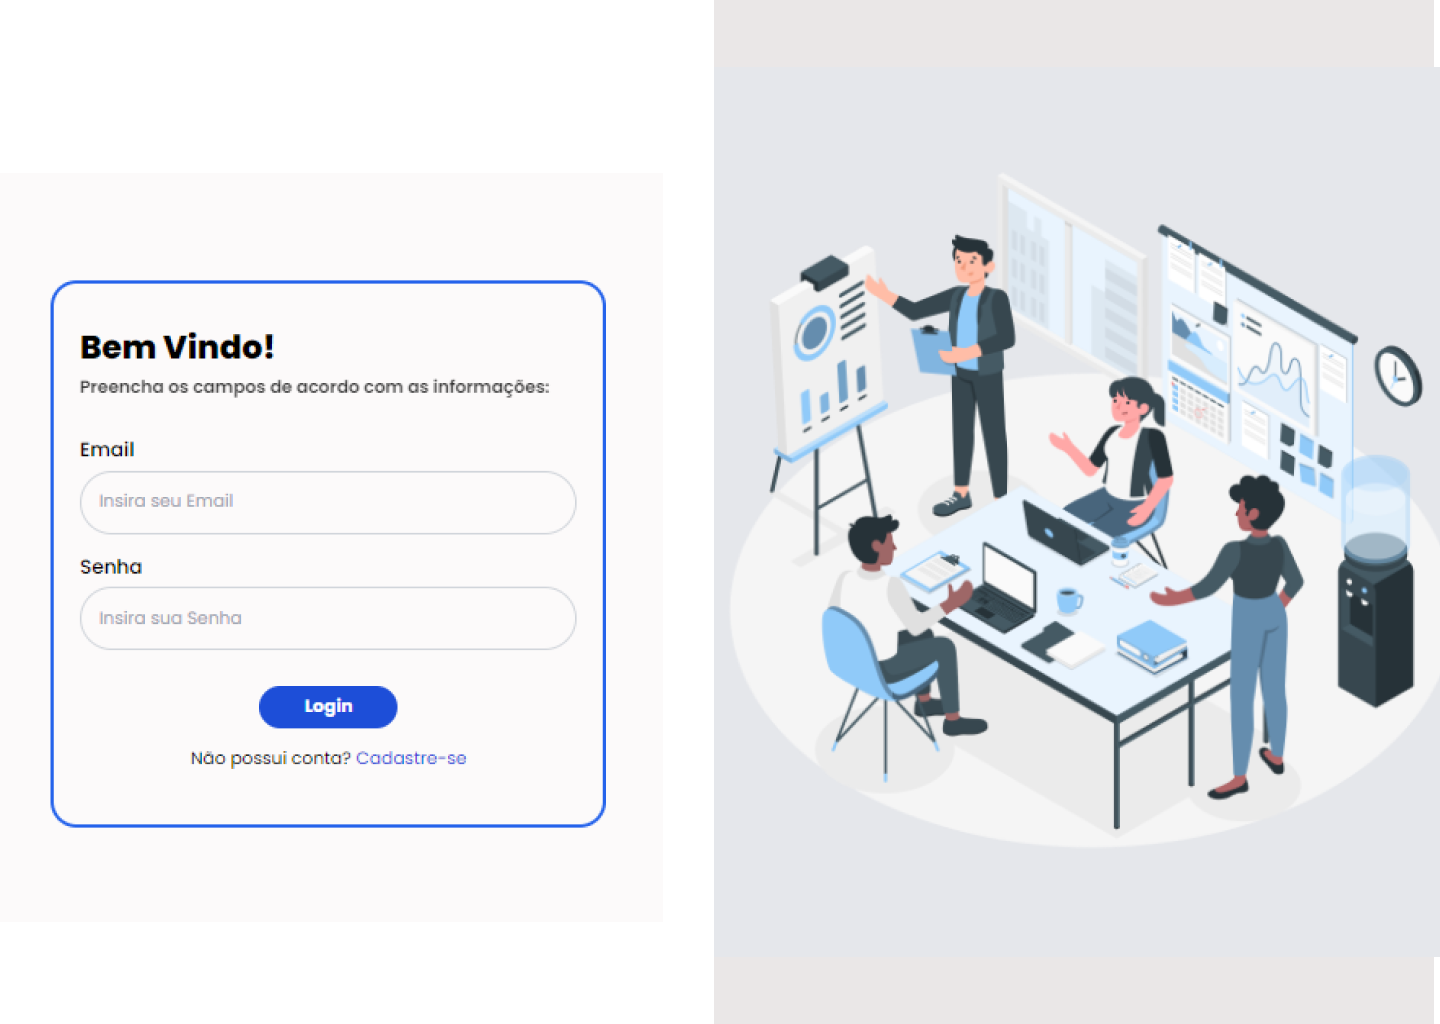 Bem Vindo!
Preencha os campos de acordo com as informações:
Email
Insira seu Email
Senha
Insira sua Senha
Login
Não possui conta? Cadastre-se